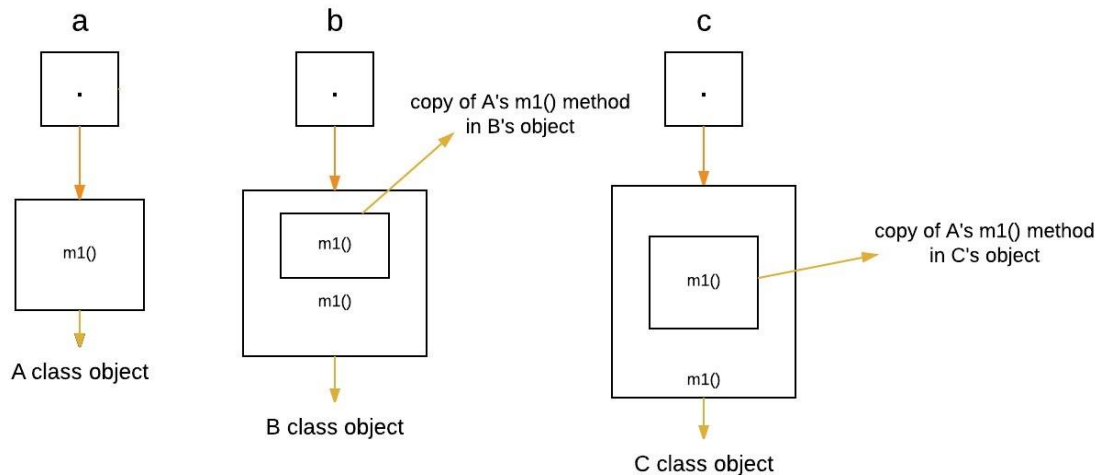 a
b
c
copy of A's m1() method
in B's object
m1()
m1()
m1()
copy of A's m1() method
in C's object
m1()
m1()
A class object
B class object
C class object